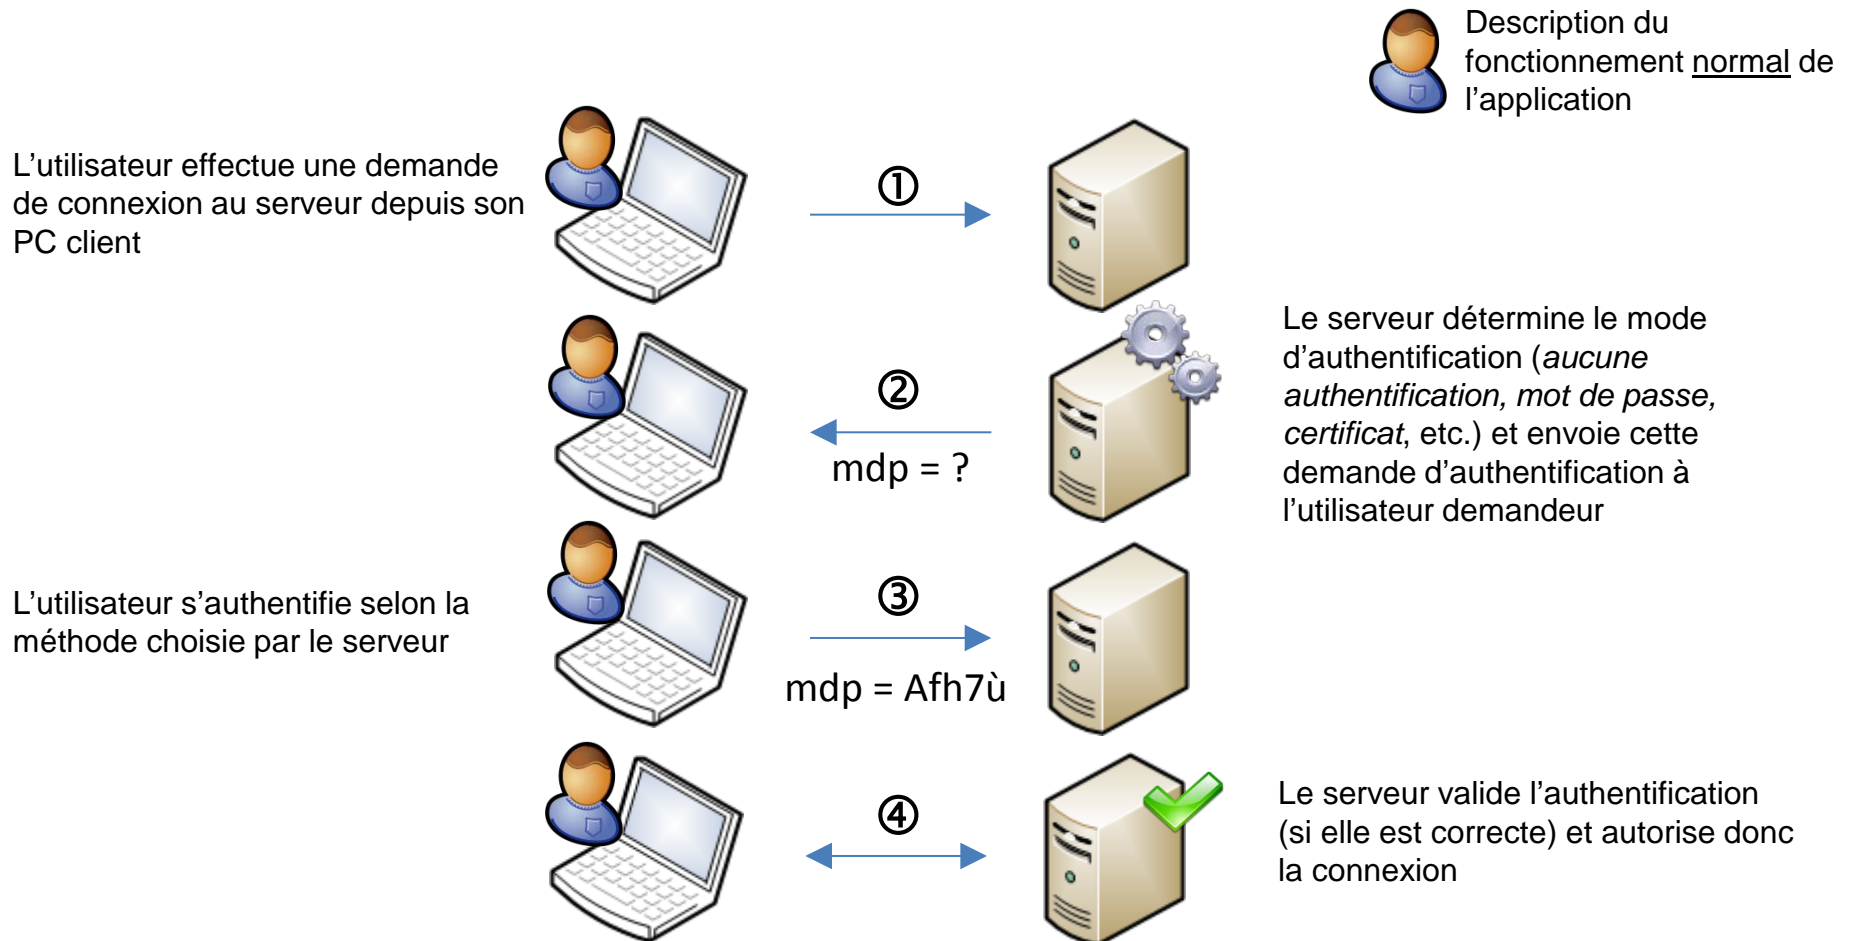 Description du
fonctionnement normal de
l’application
L’utilisateur effectue une demande
de connexion au serveur depuis son
PC client
①
②
mdp = ?
Le serveur détermine le mode
d’authentification (aucune
authentification, mot de passe,
certificat, etc.) et envoie cette
demande d’authentification à
l’utilisateur demandeur
L’utilisateur s’authentifie selon la
méthode choisie par le serveur
③
mdp = Afh7ù
④
Le serveur valide l’authentification
(si elle est correcte) et autorise donc
la connexion